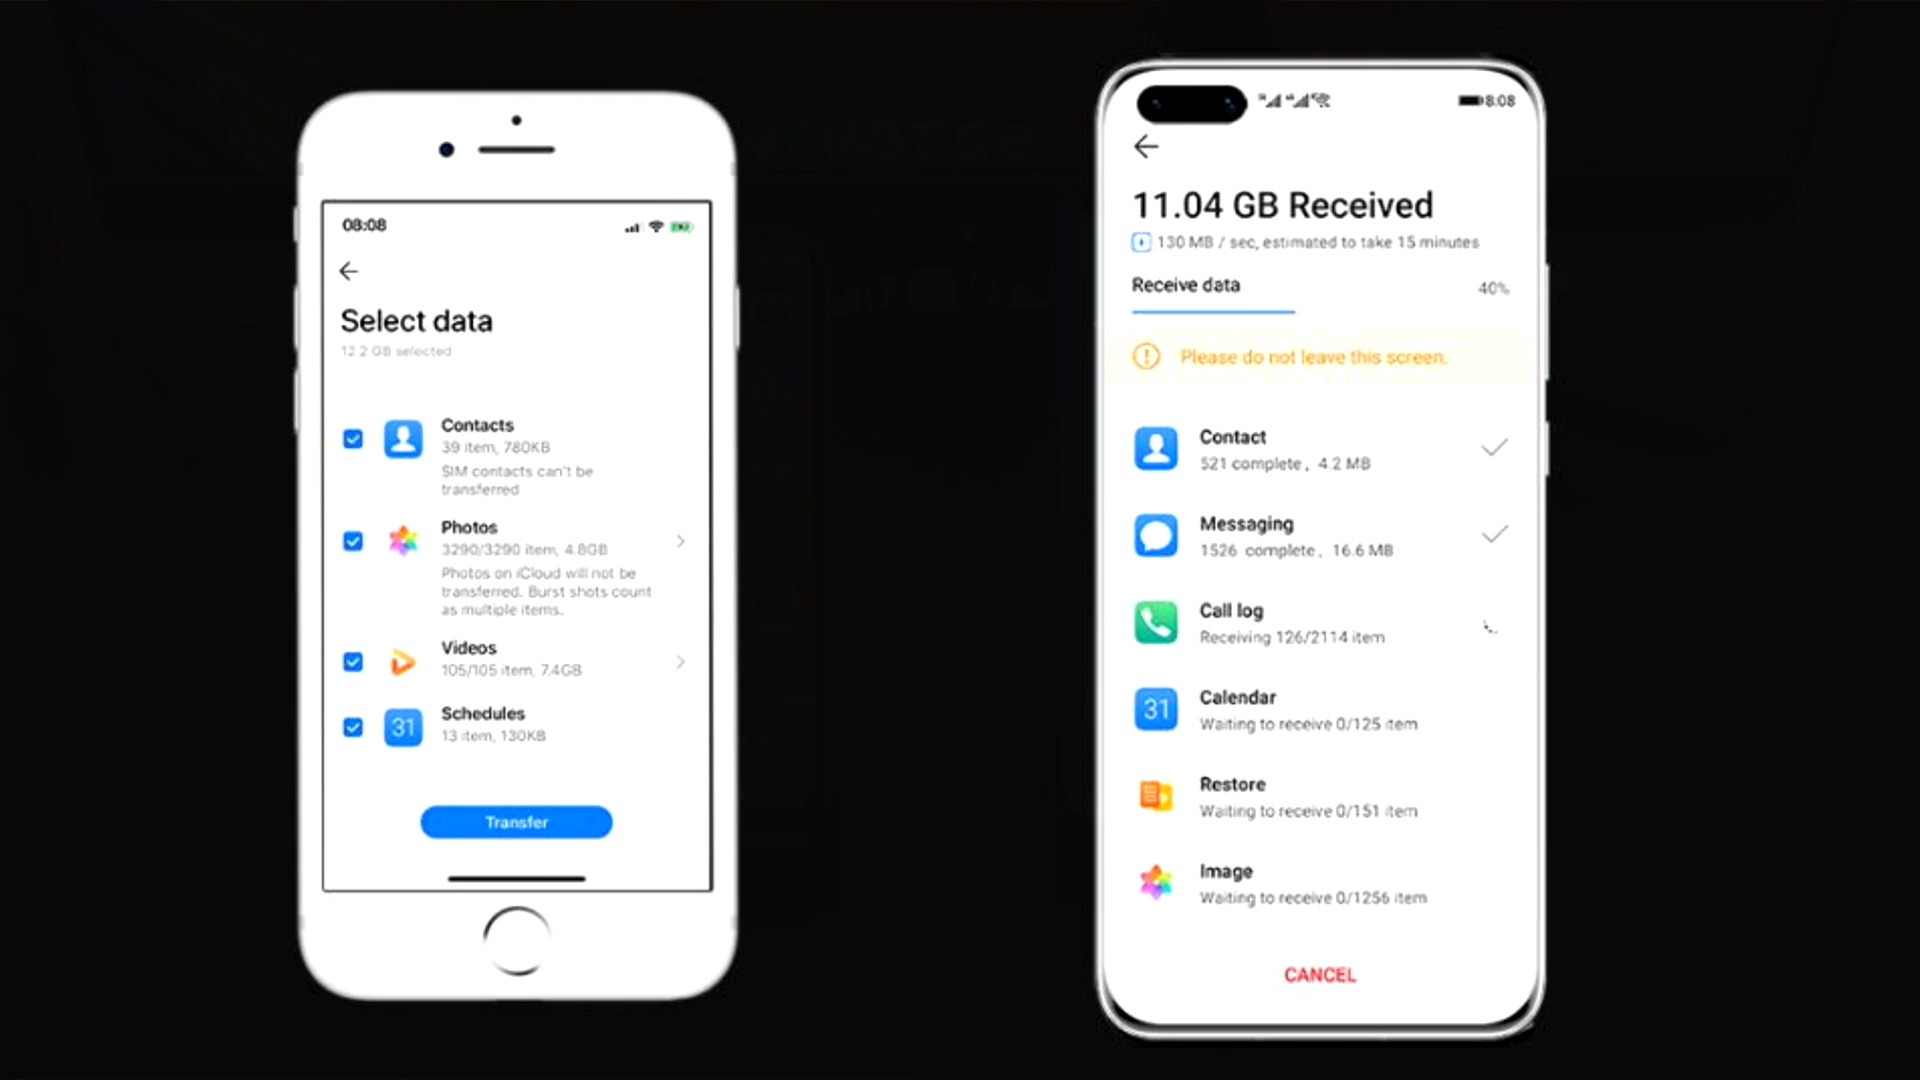 08:08
Select data
12.2 GB selected
Contacts
39 item, 780KB
SIM contacts can't be
transferred
Photos
3290/3290 item, 4.8GB
Photos on iCloud will not be
transferred. Burst shots count
as multiple items.
Videos
105/105 item, 7.4GB
31
Schedules
13 item, 130KB
Transfer
8:08
11.04 GB Received
130 MB / sec, estimated to take 15 minutes
Receive data
40%
Please do not leave this screen.
Contact
521 complete, 4.2 MB
Messaging
1526 complete, 16.6 MB
Call log
Receiving 126/2114 item
31
Calendar
Waiting to receive 0/125 item
Restore
Waiting to receive 0/151 item
Image
Waiting to receive 0/1256 item
CANCEL